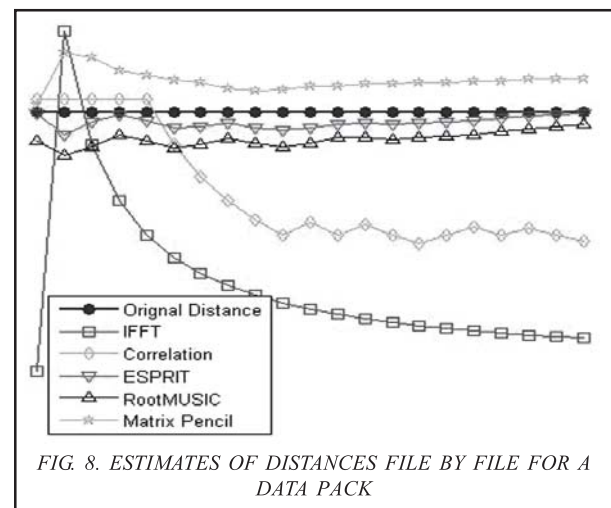 Orignal Distance
IFFT
Correlation
ESPRIT
RootMUSIC
Matrix Pencil
FIG. 8. ESTIMATES OF DISTANCES FILE BY FILE FOR A
DATA PACK